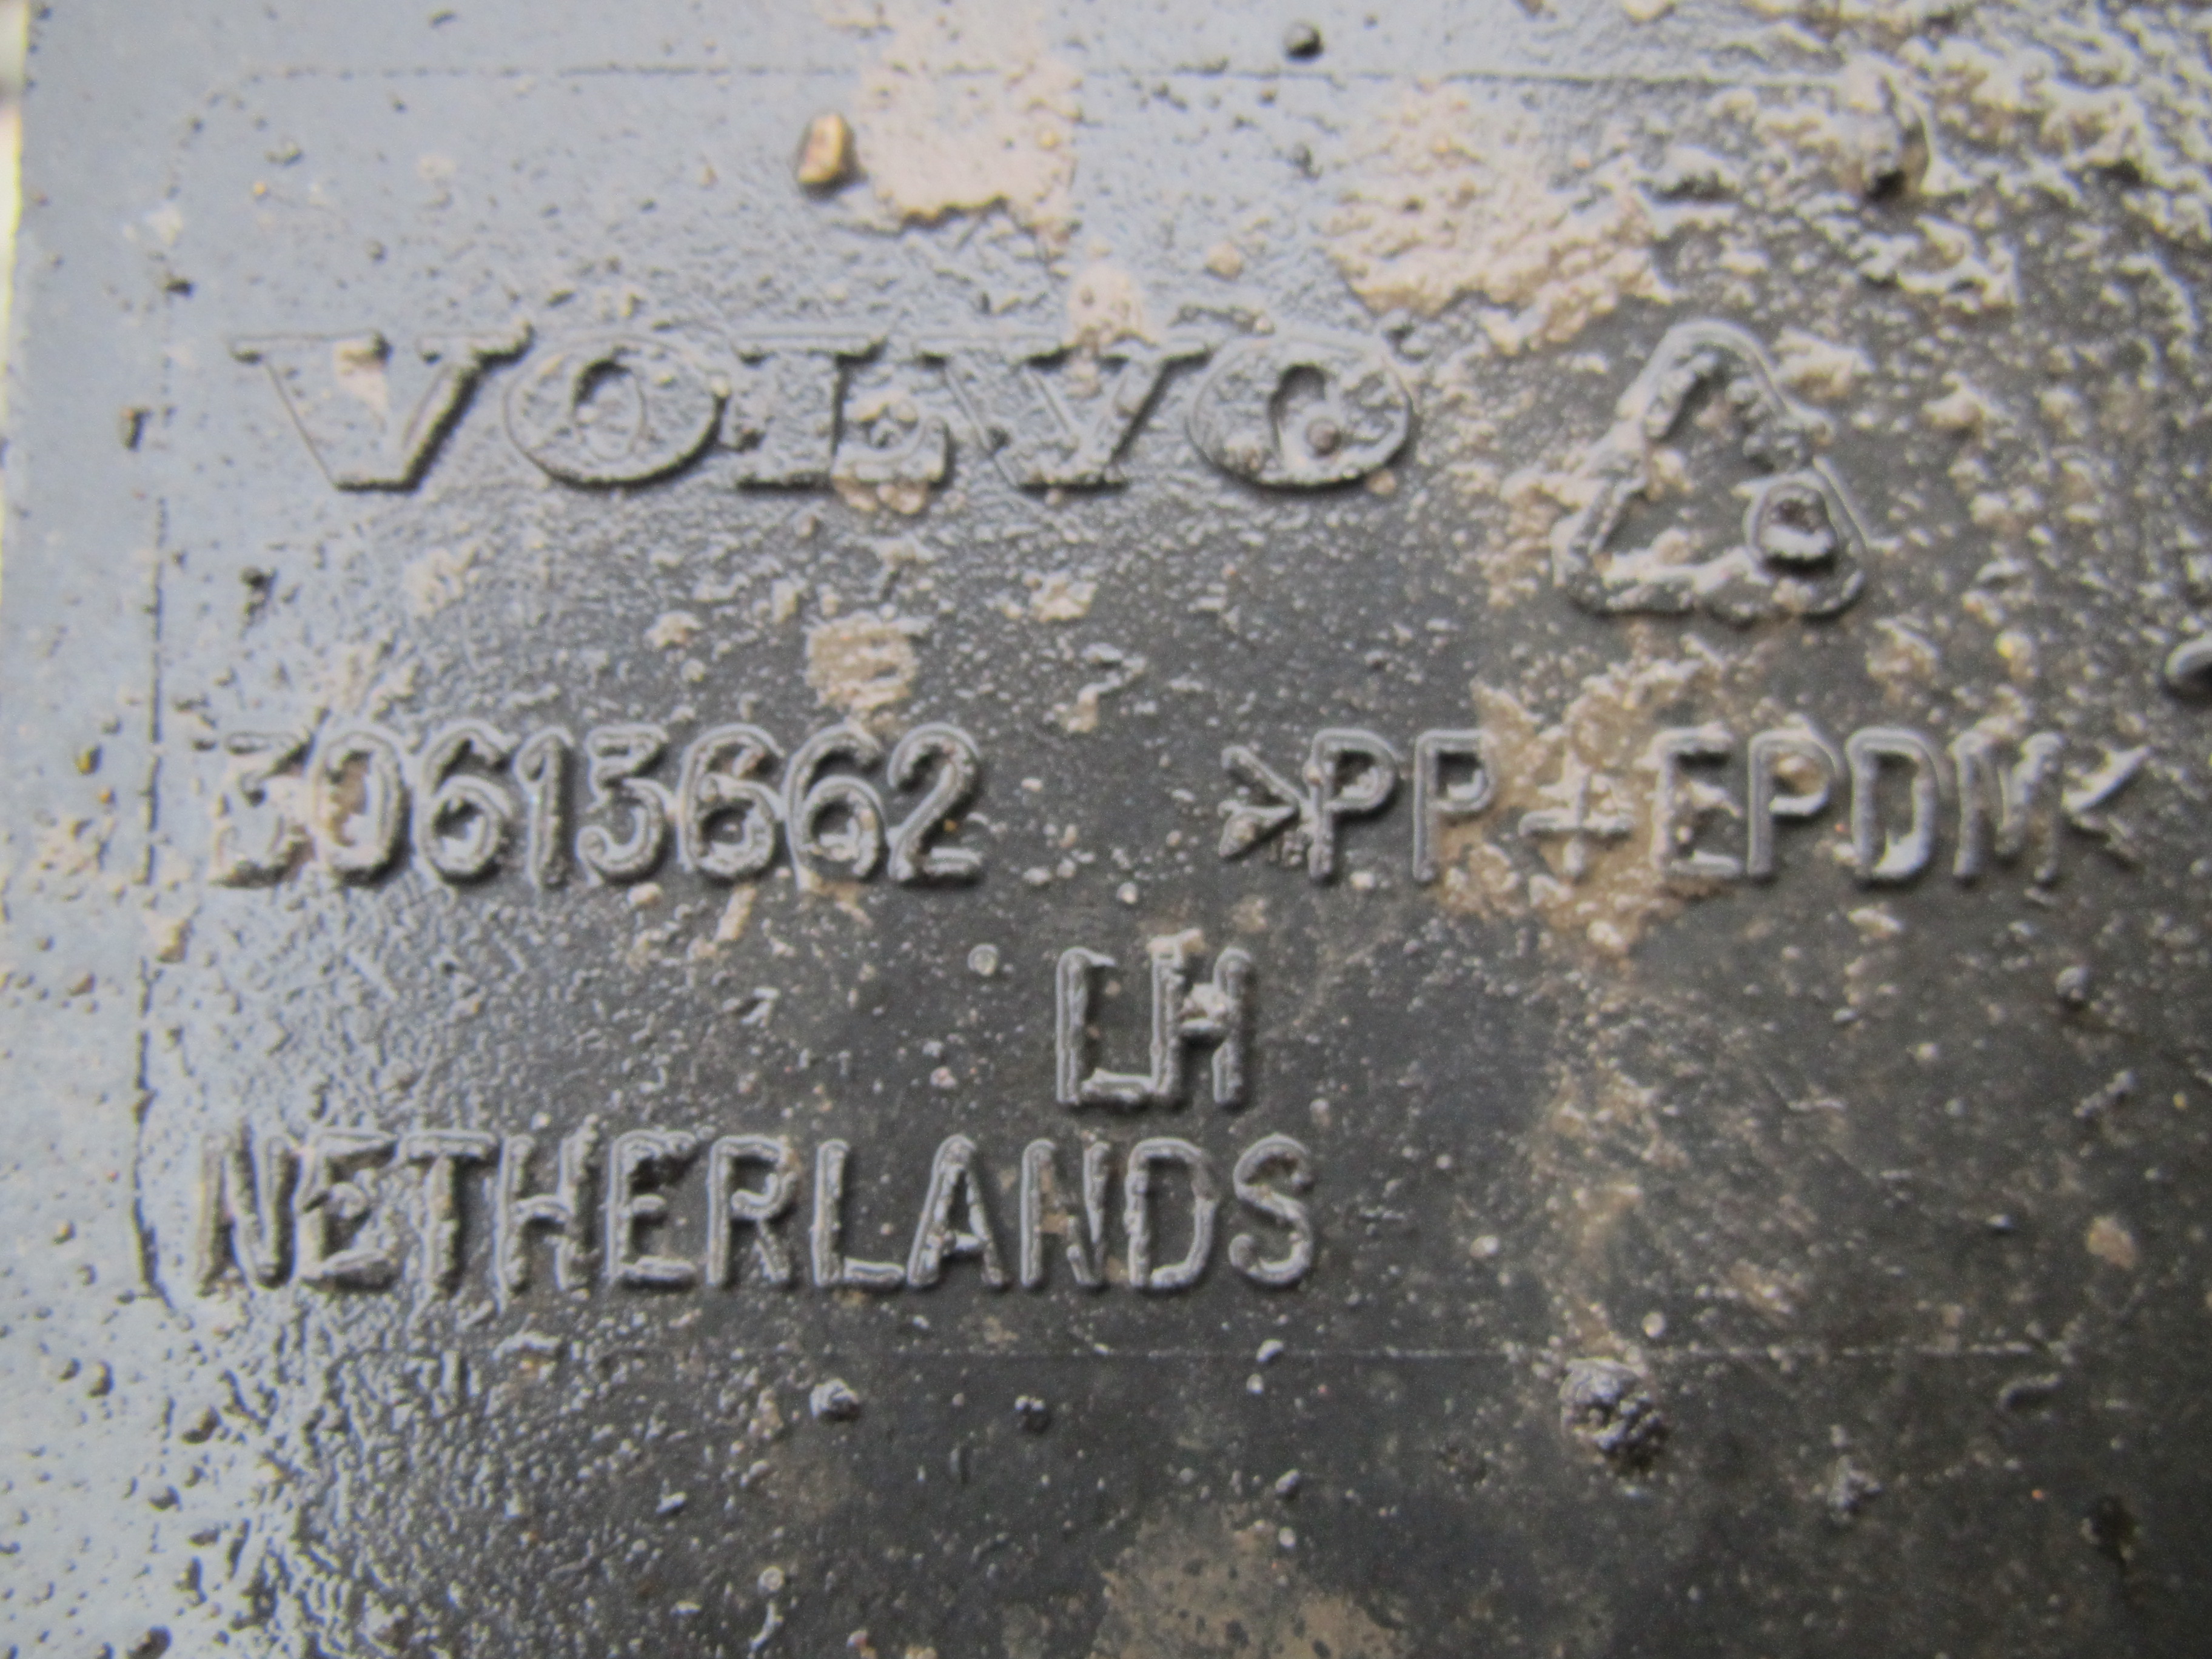 VOLVO
30613662 >PP+EPDM<
LH
NETHERLANDS